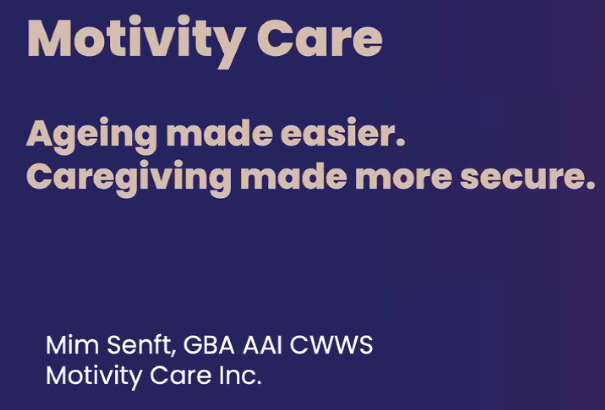 Motivity Care
Ageing made easier.
Caregiving made more secure.
Mim Senft, GBA AAI CWWS
Motivity Care Inc.